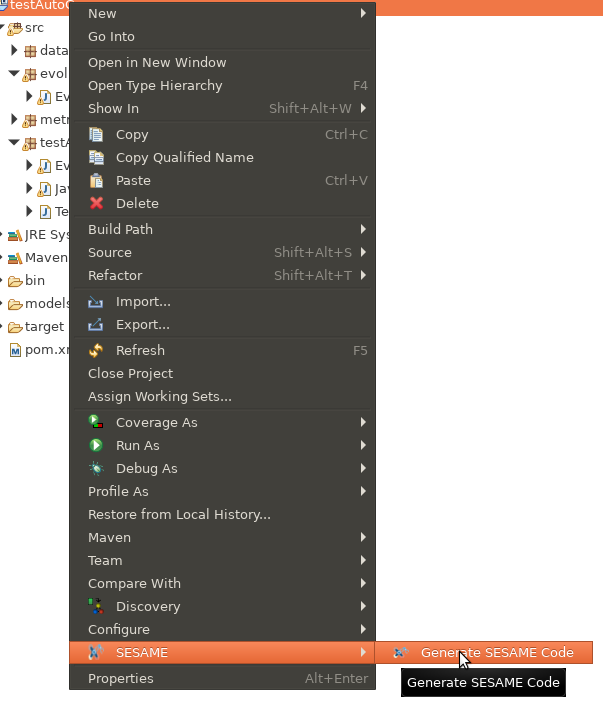 testAuto
src
data
evol
Ev
metr
testA
Ev
Jav
Te
JRE Sys
Maven
bin
models
target
pom.xm
New
Go Into
Open in New Window
Open Type Hierarchy F4
Show In Shift+Alt+W
Copy Ctrl+C
Copy Qualified Name
Paste Ctrl+V
Delete
Build Path
Source Shift+Alt+S
Refactor Shift+Alt+T
Import...
Export...
Refresh F5
Close Project
Assign Working Sets...
Coverage As
Run As
Debug As
Profile As
Restore from Local History...
Maven
Team
Compare With
Discovery
Configure
SESAME
Properties Alt+Enter
Generate SESAME Code
Generate SESAME Code